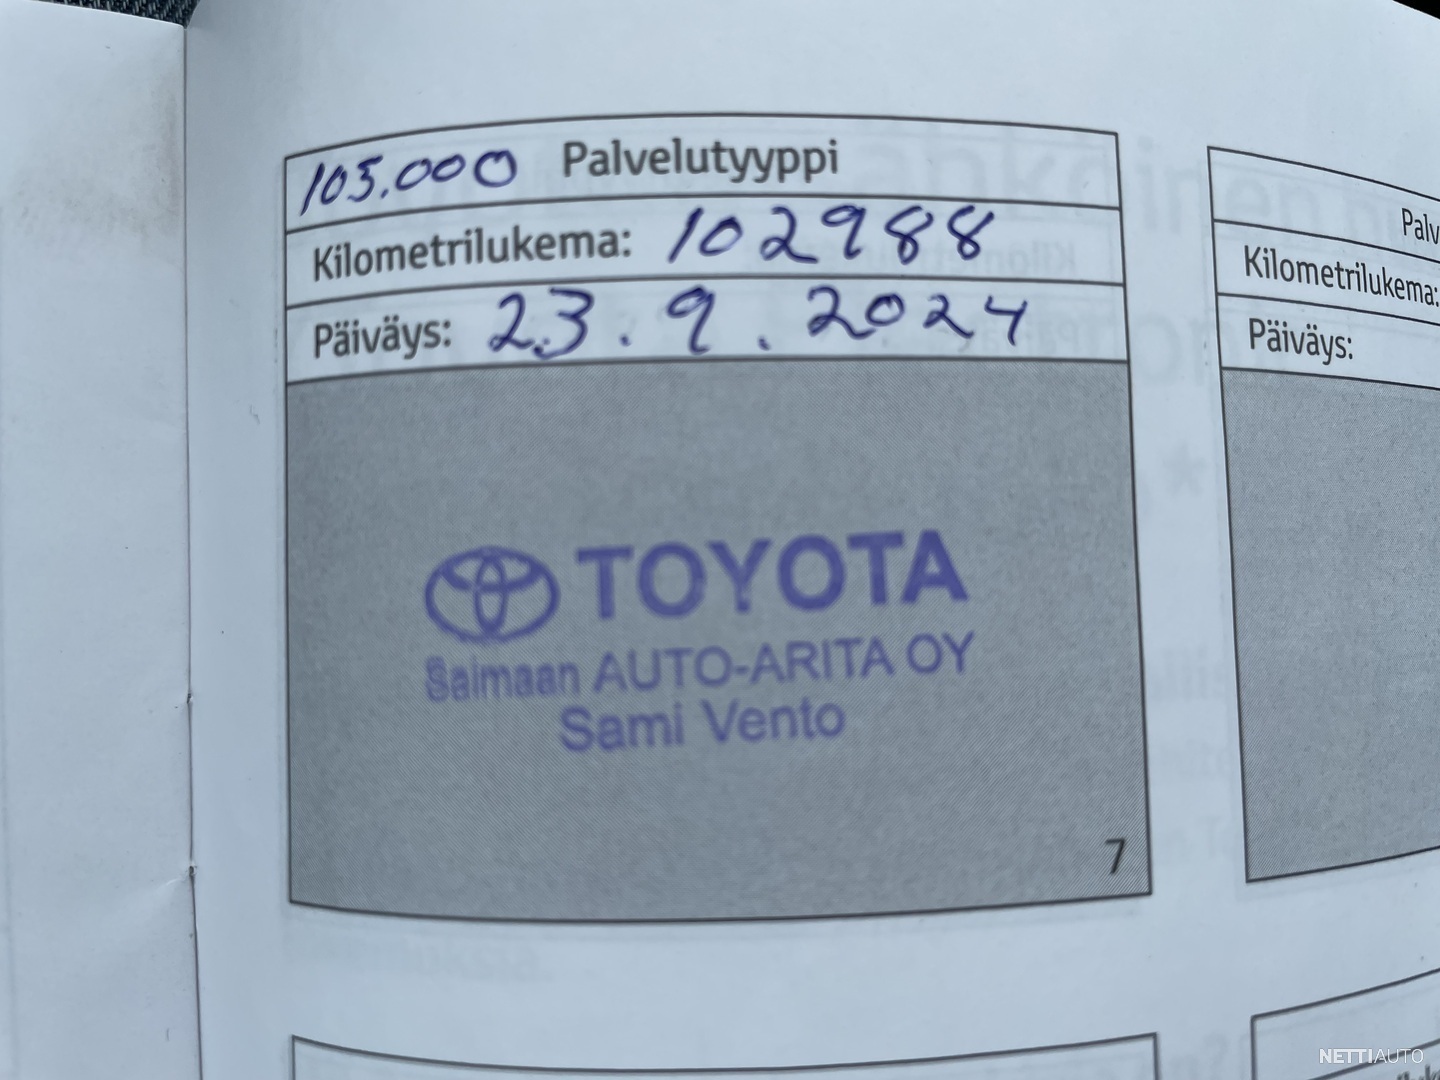 105.000 Palvelutyyppi
Kilometrilukema: 102988
Päiväys: 23.9.2024
TOYOTA
Saimaan AUTO-ARITA OY
Sami Vento
7
Palv
Kilometrilukema:
Päiväys:
NETTIAUTO